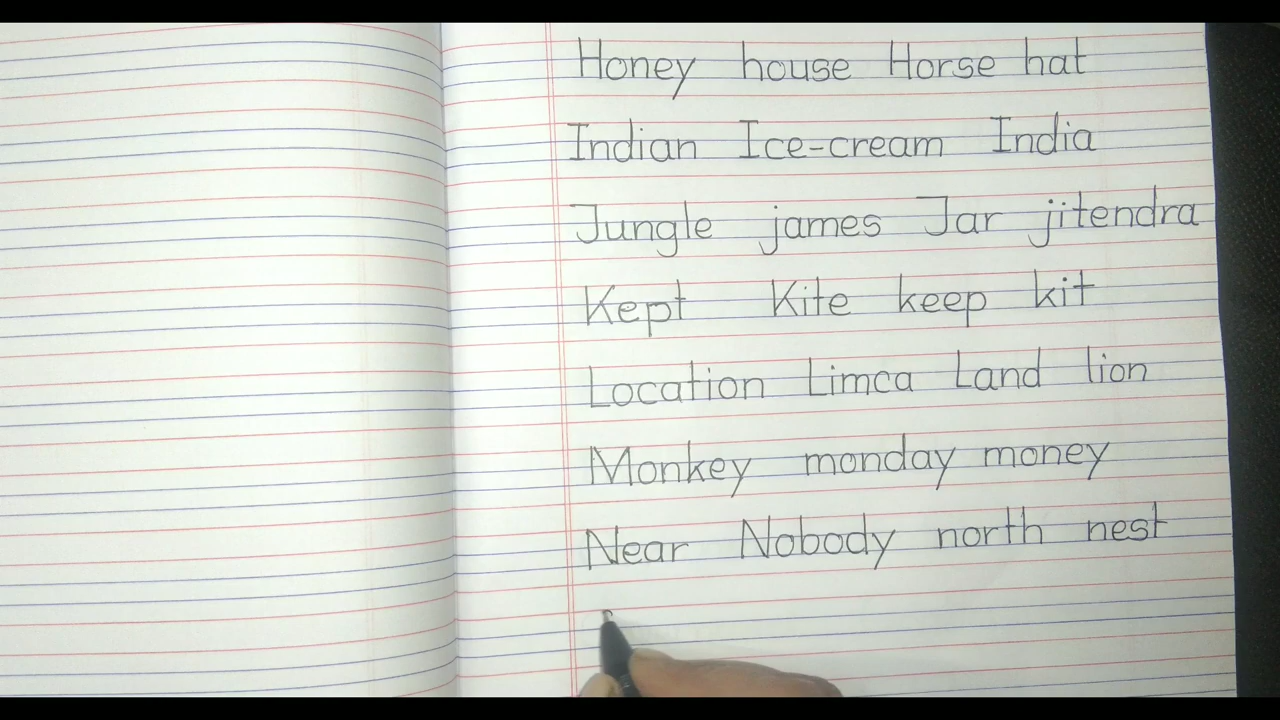 Honey house Horse hat
Indian Ice-cream India
Jungle james Jar jitendra
Kept Kite keep kit
Location Limca Land lion
Monkey monday money
Near Nobody north nest